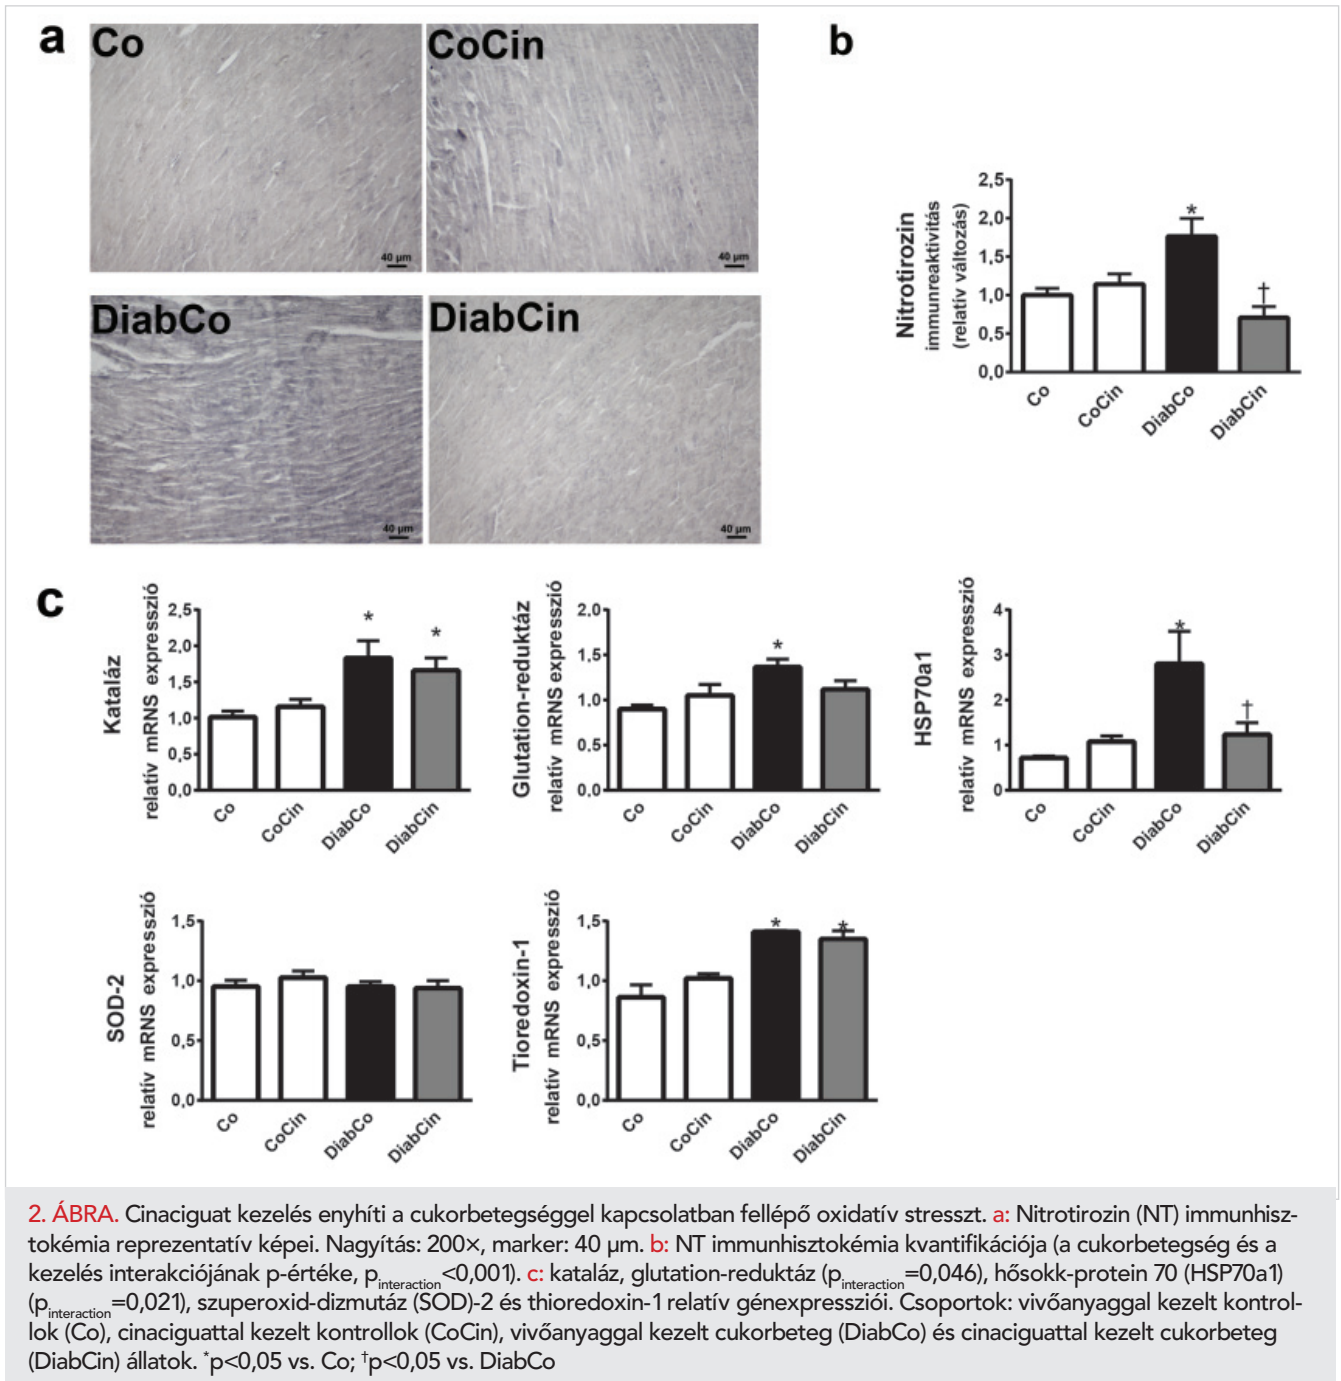 a
Co
40 µm
CoCin
40 µm
DiabCo
40 µm
DiabCin
40 µm
b
Nitrotirozin
immunreaktivitás
(relatív változás)
2,5
2,0
1,5
1,0
0,5
0,0
*
†
Co
CoCin
DiabCo
DiabCin
c
Kataláz
relatív mRNS expresszió
2,5
2,0
1,5
1,0
0,5
0,0
*
*
Co
CoCin
DiabCo
DiabCin
Glutation-reduktáz
relatív mRNS expresszió
2,0
1,5
1,0
0,5
0,0
*
Co
CoCin
DiabCo
DiabCin
HSP70a1
relatív mRNS expresszió
4
3
2
1
0
*
†
Co
CoCin
DiabCo
DiabCin
SOD-2
relatív mRNS expresszió
1,5
1,0
0,5
0,0
Co
CoCin
DiabCo
DiabCin
Tioredoxin-1
relatív mRNS expresszió
1,5
1,0
0,5
0,0
*
*
Co
CoCin
DiabCo
DiabCin
2. ÁBRA. Cinaciguat kezelés enyhíti a cukorbetegséggel kapcsolatban fellépő oxidatív stresszt. a: Nitrotirozin (NT) immunhisz-
tokémia reprezentatív képei. Nagyítás: 200×, marker: 40 µm. b: NT immunhisztokémia kvantifikációja (a cukorbetegség és a
kezelés interakciójának p-értéke, pinteraction<0,001). c: kataláz, glutation-reduktáz (pinteraction=0,046), hősokk-protein 70 (HSP70a1)
(pinteraction=0,021), szuperoxid-dizmutáz (SOD)-2 és thioredoxin-1 relatív génexpressziói. Csoportok: vivőanyaggal kezelt kontrol-
lok (Co), cinaciguattal kezelt kontrollok (CoCin), vivőanyaggal kezelt cukorbeteg (DiabCo) és cinaciguattal kezelt cukorbeteg
(DiabCin) állatok. *p<0,05 vs. Co; †p<0,05 vs. DiabCo